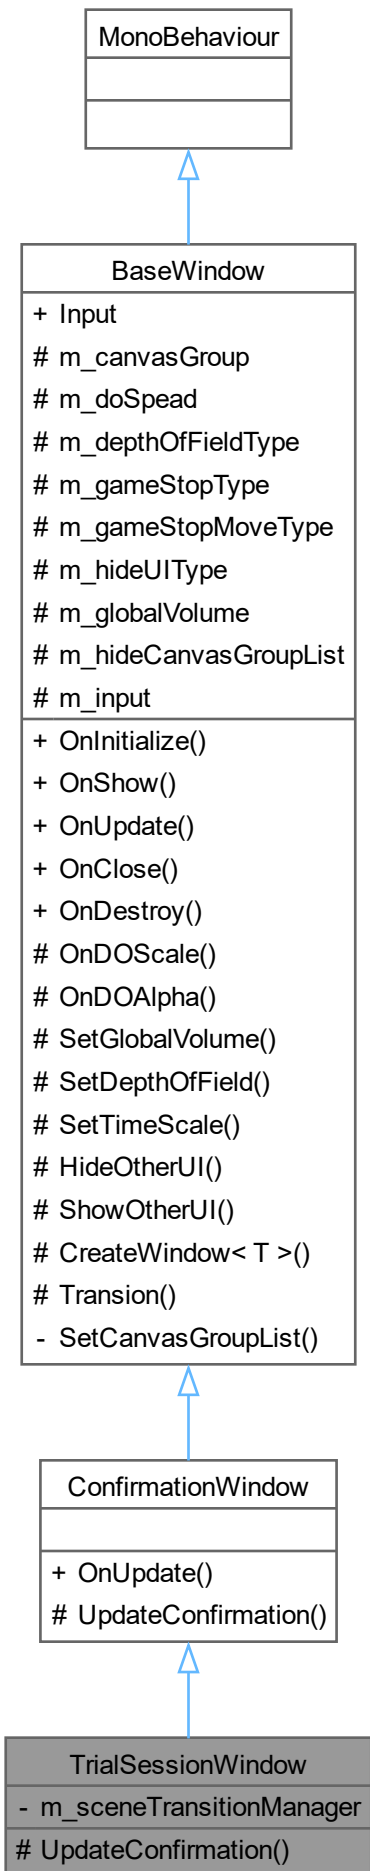 MonoBehaviour
BaseWindow
+ Input
# m_canvasGroup
# m_doSpead
# m_depthOfFieldType
# m_gameStopType
# m_gameStopMoveType
# m_hideUIType
# m_globalVolume
# m_hideCanvasGroupList
# m_input
+ OnInitialize()
+ OnShow()
+ OnUpdate()
+ OnClose()
+ OnDestroy()
# OnDOScale()
# OnDOAlpha()
# SetGlobalVolume()
# SetDepthOfField()
# SetTimeScale()
# HideOtherUI()
# ShowOtherUI()
# CreateWindow< T >()
# Transion()
- SetCanvasGroupList()
ConfirmationWindow
+ OnUpdate()
# UpdateConfirmation()
TrialSessionWindow
- m_sceneTransitionManager
# UpdateConfirmation()